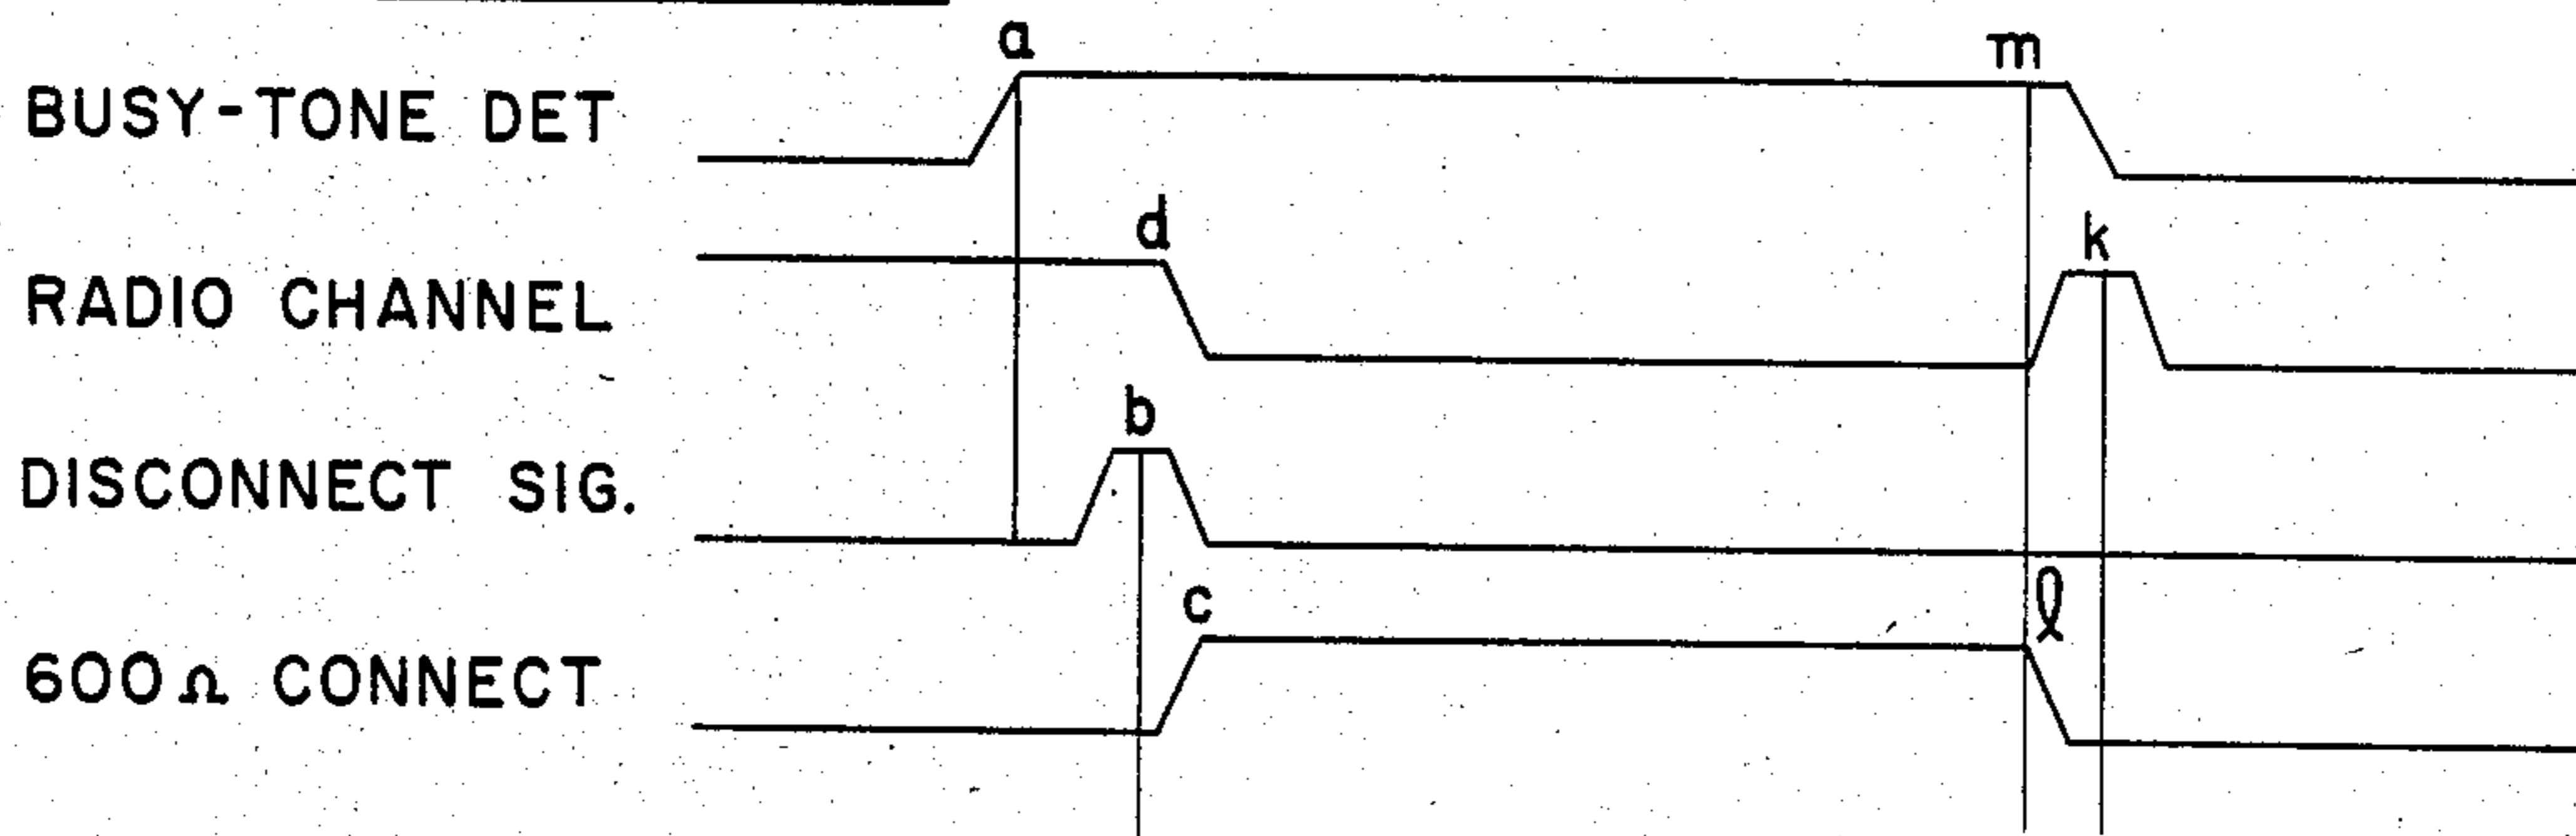 a
m
BUSY-TONE DET
d
k
RADIO CHANNEL
b
DISCONNECT SIG.
c
l
600Ω CONNECT